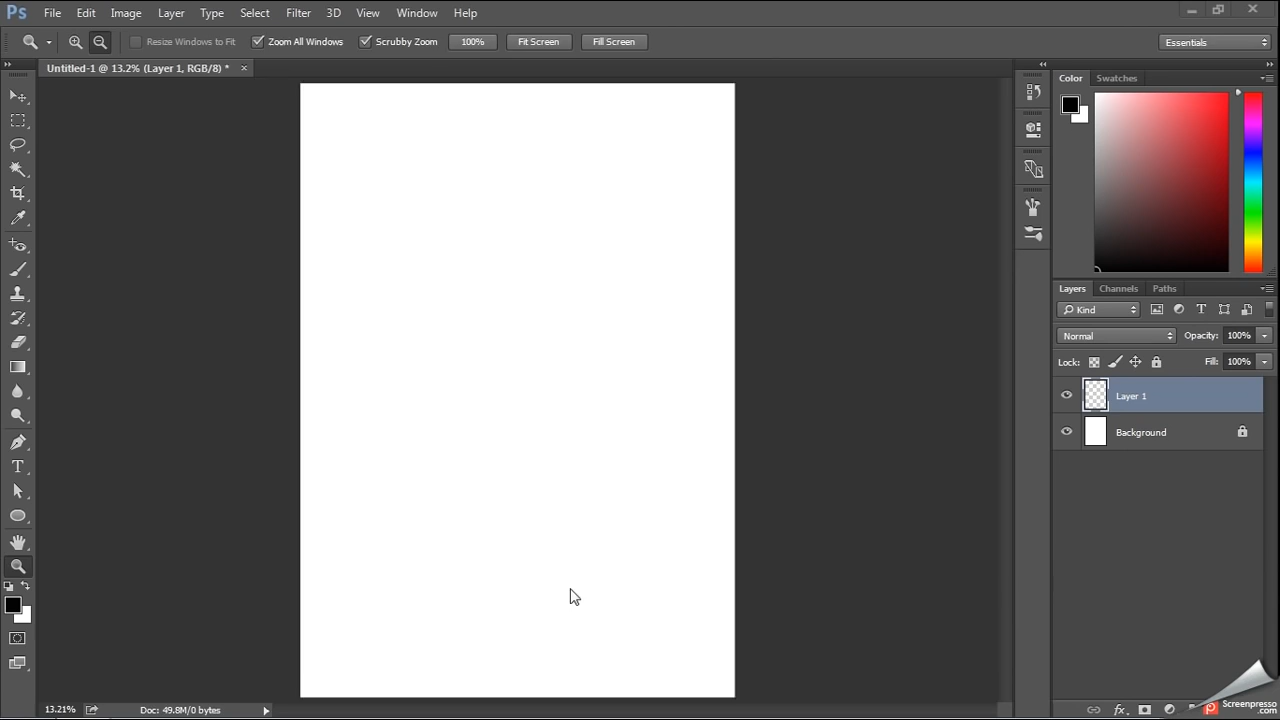 Ps File Edit Image Layer Type Select Filter 3D View Window Help
Resize Windows to Fit Zoom All Windows Scrubby Zoom 100% Fit Screen Fill Screen Essentials
Untitled-1 @ 13.2% (Layer 1, RGB/8) *
Color Swatches
Layers Channels Paths
Kind
Normal Opacity: 100%
Lock: Fill: 100%
Layer 1
Background
13.21% Doc: 49.8M/0 bytes
Screenpresso
.com